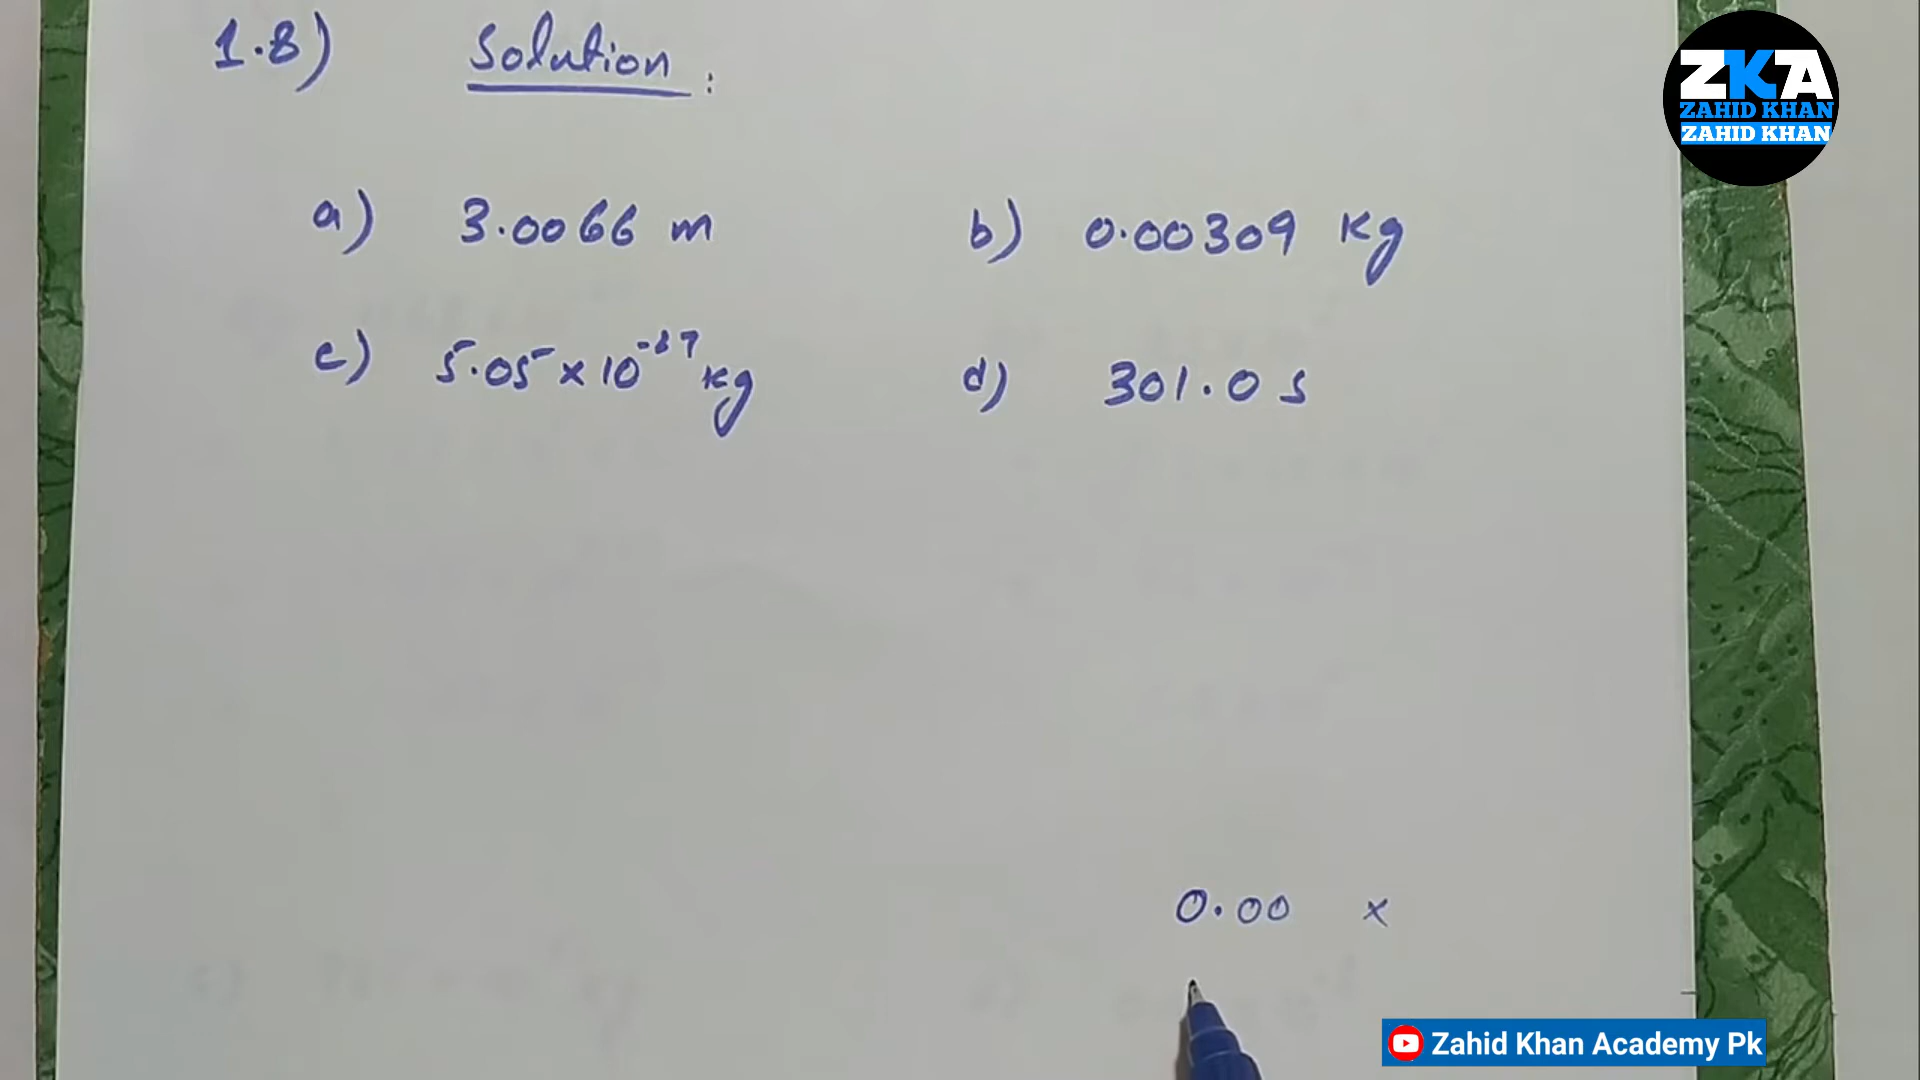 1.8) Solution :
a) 3.0066 m b) 0.00309 kg
c) 5.05 × 10⁻²⁷ kg d) 301.0 s
0.00 ×
ZKA
ZAHID KHAN
ZAHID KHAN
Zahid Khan Academy Pk